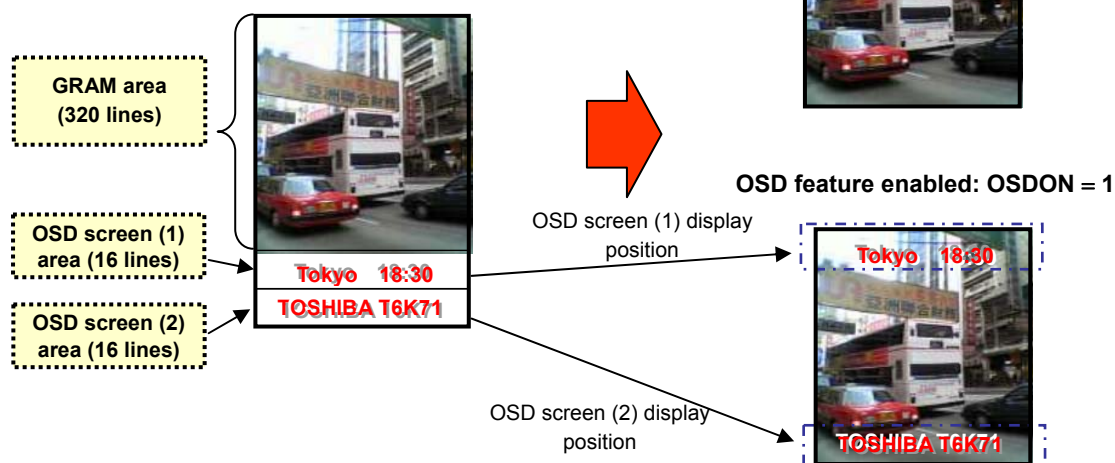 GRAM area
(320 lines)
OSD feature enabled: OSDON = 1
OSD screen (1) display
position
OSD screen (1)
area (16 lines)
Tokyo 18:30
Tokyo 18:30
TOSHIBA T6K71
OSD screen (2)
area (16 lines)
OSD screen (2) display
position
TOSHIBA T6K71